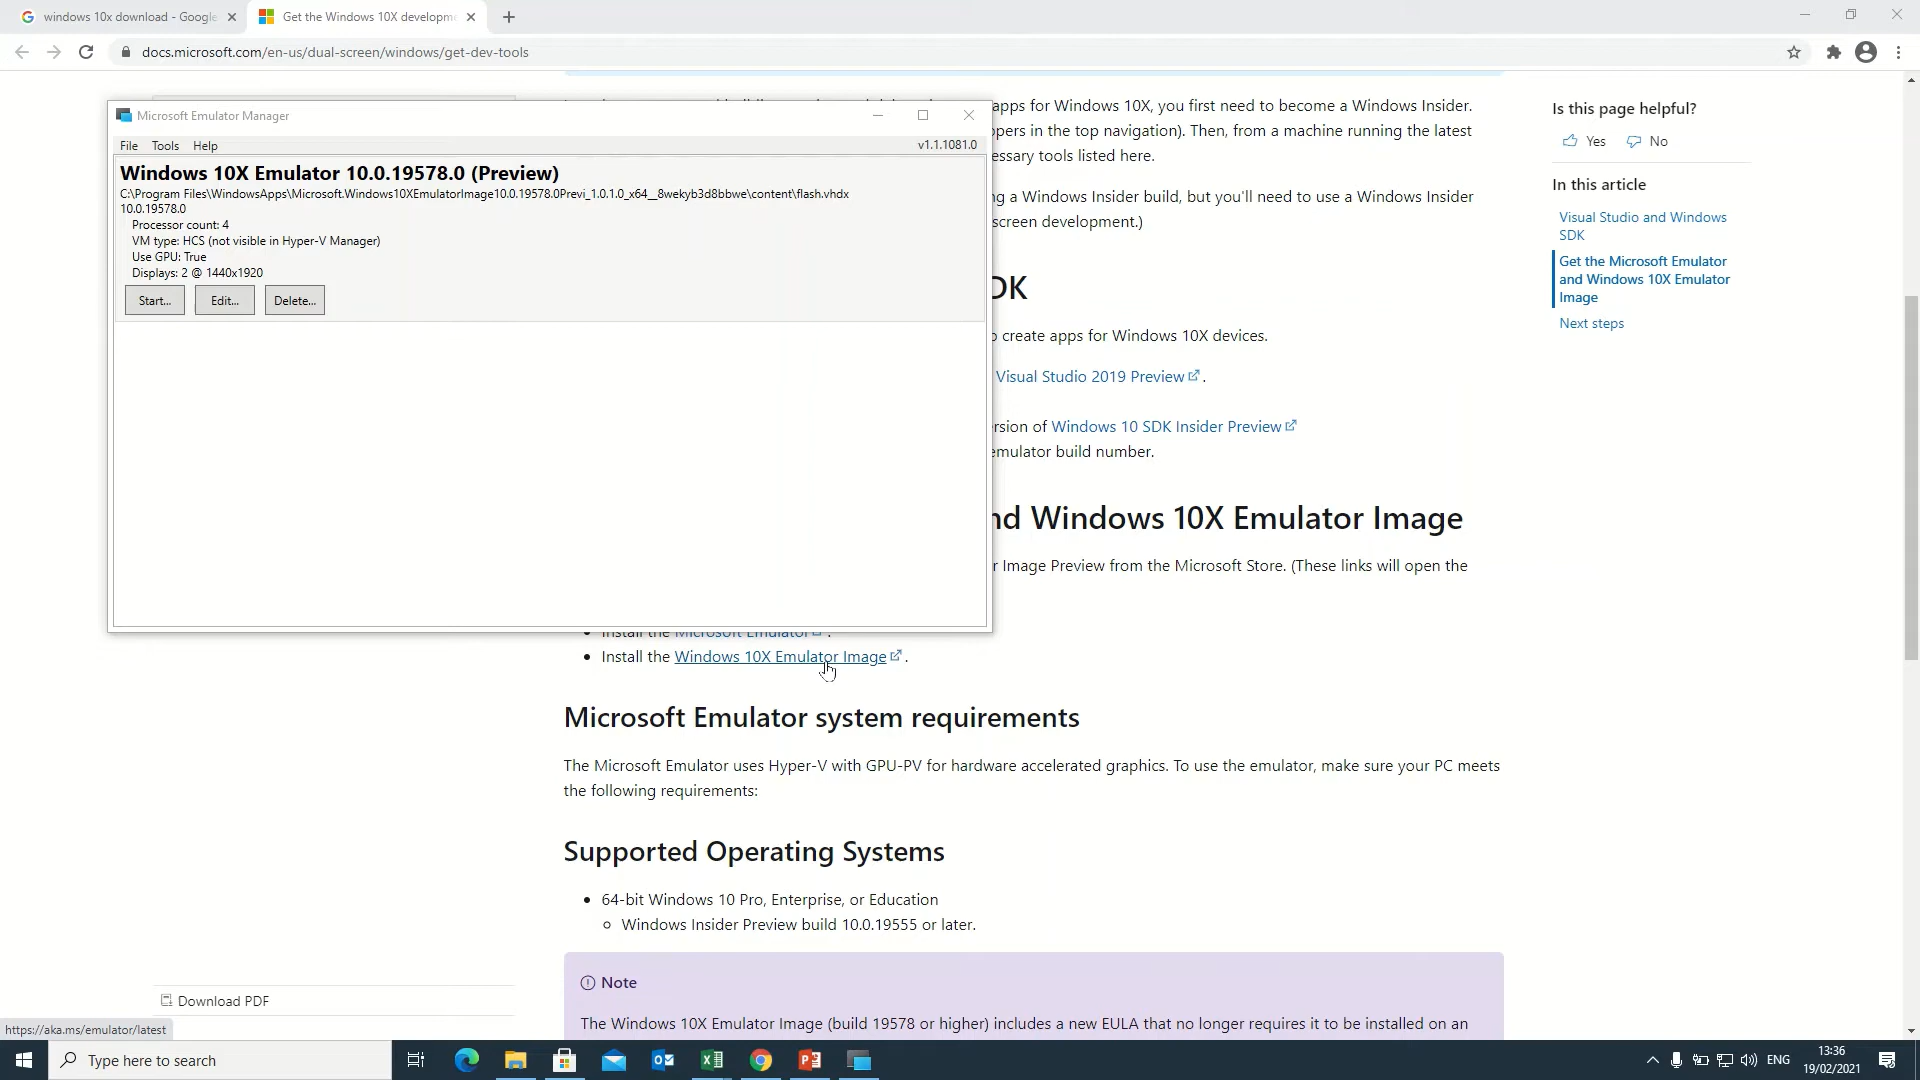 windows 10x download - Google
Get the Windows 10X developme
docs.microsoft.com/en-us/dual-screen/windows/get-dev-tools
Microsoft Emulator Manager
File Tools Help
v1.1.1081.0
Windows 10X Emulator 10.0.19578.0 (Preview)
C:\Program Files\WindowsApps\Microsoft.Windows10XEmulatorImage10.0.19578.0Previ_1.0.1.0_x64__8wekyb3d8bbwe\content\flash.vhdx
10.0.19578.0
Processor count: 4
VM type: HCS (not visible in Hyper-V Manager)
Use GPU: True
Displays: 2 @ 1440x1920
Start... Edit... Delete...
apps for Windows 10X, you first need to become a Windows Insider.
pers in the top navigation). Then, from a machine running the latest
essary tools listed here.
g a Windows Insider build, but you'll need to use a Windows Insider
screen development.)
DK
create apps for Windows 10X devices.
Visual Studio 2019 Preview .
rsion of Windows 10 SDK Insider Preview
emulator build number.
nd Windows 10X Emulator Image
r Image Preview from the Microsoft Store. (These links will open the
Install the Microsoft Emulator .
Install the Windows 10X Emulator Image .
Microsoft Emulator system requirements
The Microsoft Emulator uses Hyper-V with GPU-PV for hardware accelerated graphics. To use the emulator, make sure your PC meets
the following requirements:
Supported Operating Systems
64-bit Windows 10 Pro, Enterprise, or Education
Windows Insider Preview build 10.0.19555 or later.
Note
The Windows 10X Emulator Image (build 19578 or higher) includes a new EULA that no longer requires it to be installed on an
Is this page helpful?
Yes No
In this article
Visual Studio and Windows
SDK
Get the Microsoft Emulator
and Windows 10X Emulator
Image
Next steps
Download PDF
https://aka.ms/emulator/latest
Type here to search
ENG
13:36
19/02/2021